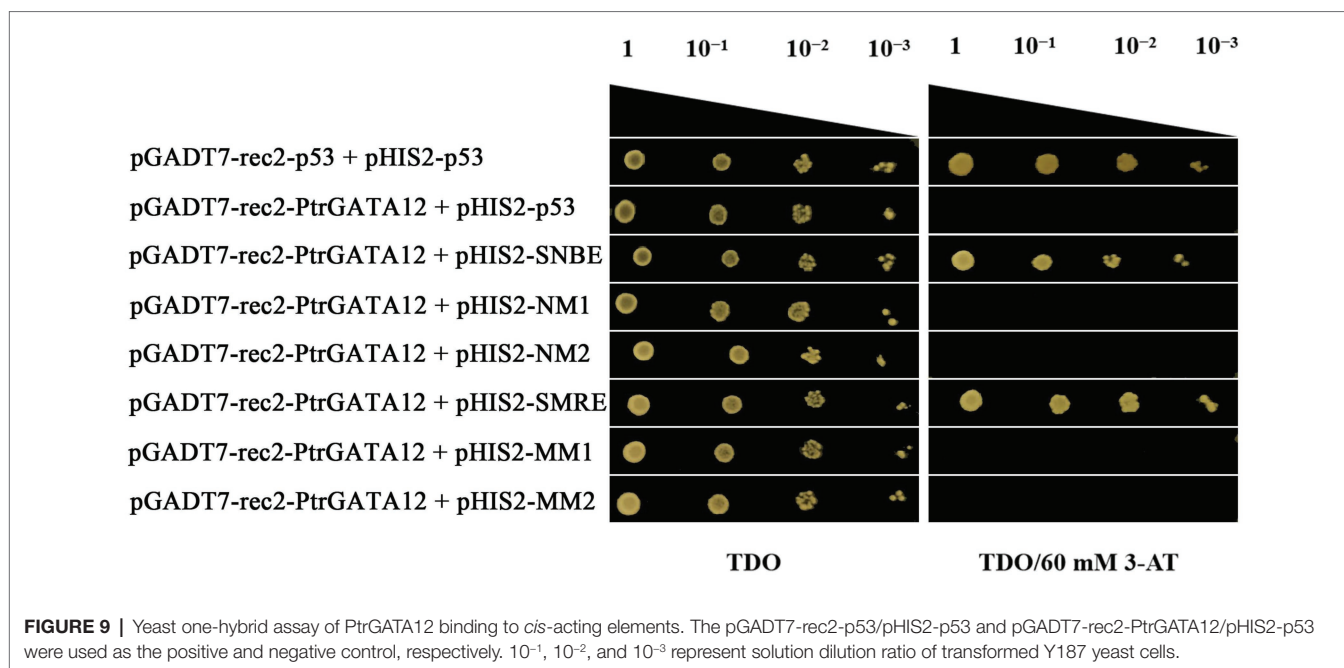 1 10⁻¹ 10⁻² 10⁻³ 1 10⁻¹ 10⁻² 10⁻³
pGADT7-rec2-p53 + pHIS2-p53
pGADT7-rec2-PtrGATA12 + pHIS2-p53
pGADT7-rec2-PtrGATA12 + pHIS2-SNBE
pGADT7-rec2-PtrGATA12 + pHIS2-NM1
pGADT7-rec2-PtrGATA12 + pHIS2-NM2
pGADT7-rec2-PtrGATA12 + pHIS2-SMRE
pGADT7-rec2-PtrGATA12 + pHIS2-MM1
pGADT7-rec2-PtrGATA12 + pHIS2-MM2
TDO TDO/60 mM 3-AT
FIGURE 9 | Yeast one-hybrid assay of PtrGATA12 binding to cis-acting elements. The pGADT7-rec2-p53/pHIS2-p53 and pGADT7-rec2-PtrGATA12/pHIS2-p53
were used as the positive and negative control, respectively. 10⁻¹, 10⁻², and 10⁻³ represent solution dilution ratio of transformed Y187 yeast cells.